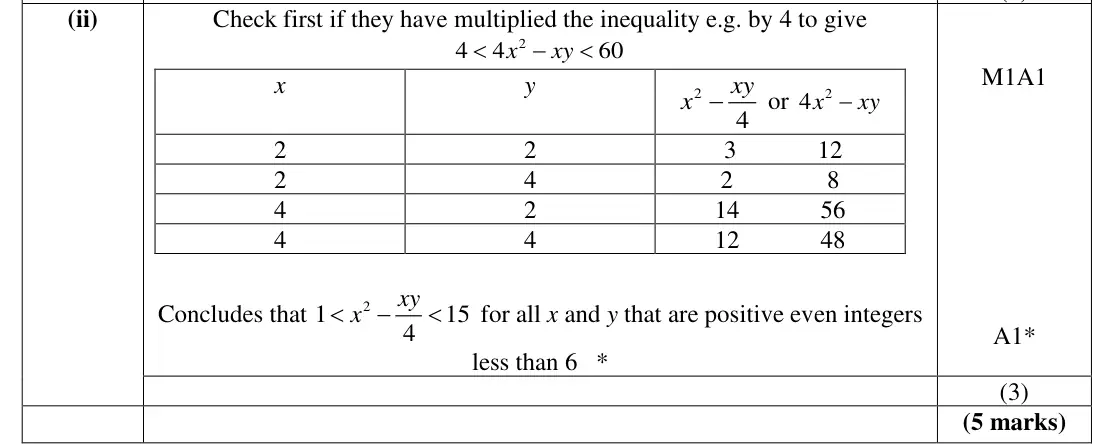 (ii) Check first if they have multiplied the inequality e.g. by 4 to give
4 < 4x² − xy < 60
M1A1
x y x² − xy/4 or 4x² − xy
2 2 3 12
2 4 2 8
4 2 14 56
4 4 12 48
Concludes that 1 < x² − xy/4 < 15 for all x and y that are positive even integers
less than 6 *
A1*
(3)
(5 marks)